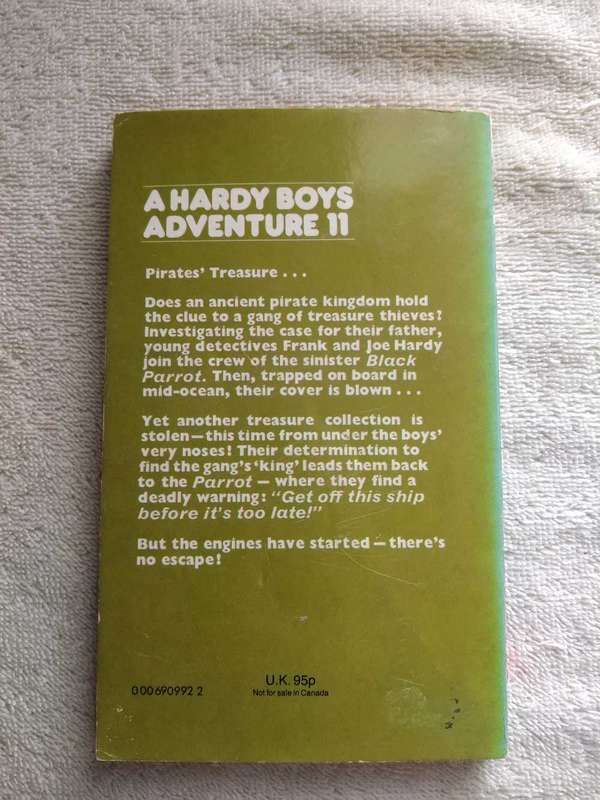 A HARDY BOYS
ADVENTURE 11
Pirates' Treasure . . .
Does an ancient pirate kingdom hold
the clue to a gang of treasure thieves?
Investigating the case for their father,
young detectives Frank and Joe Hardy
join the crew of the sinister Black
Parrot. Then, trapped on board in
mid-ocean, their cover is blown . . .
Yet another treasure collection is
stolen – this time from under the boys'
very noses! Their determination to
find the gang's 'king' leads them back
to the Parrot – where they find a
deadly warning: "Get off this ship
before it's too late!"
But the engines have started – there's
no escape!
U.K. 95p
000690992 2
Not for sale in Canada